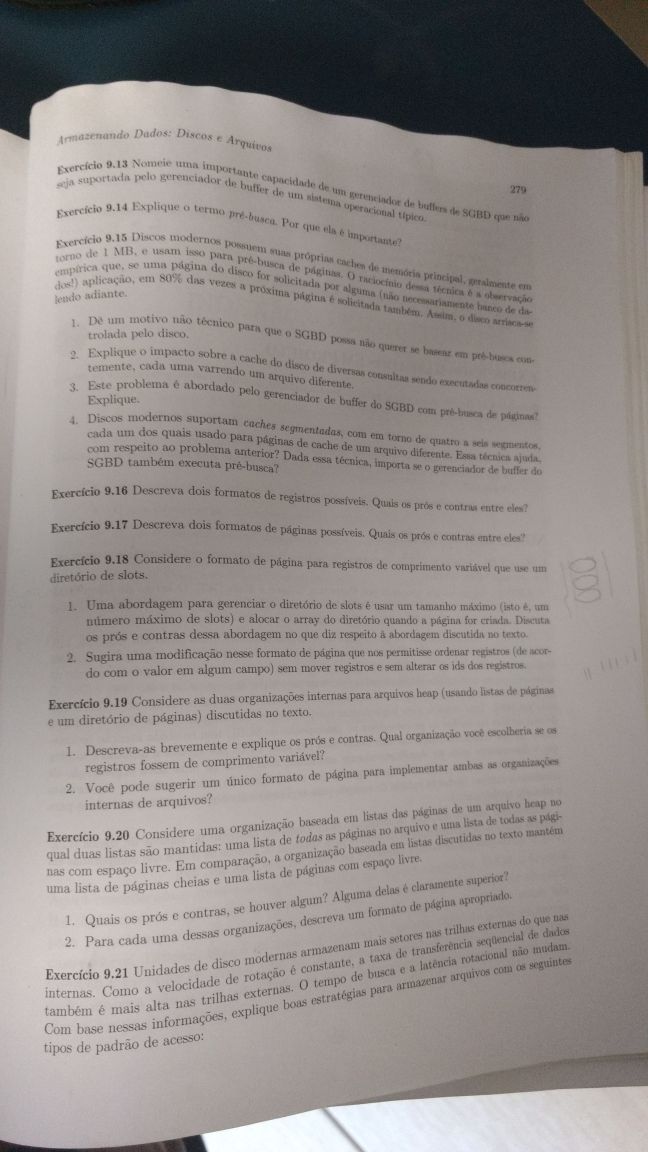 Armazenando Dados: Discos e Arquivos
279
Exercício 9.13 Nomeie uma importante capacidade de um gerenciador de buffers de SGBD que não
seja suportada pelo gerenciador de buffer de um sistema operacional típico.
Exercício 9.14 Explique o termo pré-busca. Por que ela é importante?
Exercício 9.15 Discos modernos possuem suas próprias caches de memória principal, geralmente em
torno de 1 MB, e usam isso para pré-busca de páginas. O raciocínio dessa técnica é a observação
empírica que, se uma página do disco for solicitada por alguma (não necessariamente banco de da-
dos!) aplicação, em 80% das vezes a próxima página é solicitada também. Assim, o disco arrisca-se
lendo adiante.
1. Dê um motivo não técnico para que o SGBD possa não querer se basear em pré-busca con-
trolada pelo disco.
2. Explique o impacto sobre a cache do disco de diversas consultas sendo executadas concorren-
temente, cada uma varrendo um arquivo diferente.
3. Este problema é abordado pelo gerenciador de buffer do SGBD com pré-busca de páginas?
Explique.
4. Discos modernos suportam caches segmentadas, com em torno de quatro a seis segmentos,
cada um dos quais usado para páginas de cache de um arquivo diferente. Essa técnica ajuda,
com respeito ao problema anterior? Dada essa técnica, importa se o gerenciador de buffer do
SGBD também executa pré-busca?
Exercício 9.16 Descreva dois formatos de registros possíveis. Quais os prós e contras entre eles?
Exercício 9.17 Descreva dois formatos de páginas possíveis. Quais os prós e contras entre eles?
Exercício 9.18 Considere o formato de página para registros de comprimento variável que use um
diretório de slots.
1. Uma abordagem para gerenciar o diretório de slots é usar um tamanho máximo (isto é, um
número máximo de slots) e alocar o array do diretório quando a página for criada. Discuta
os prós e contras dessa abordagem no que diz respeito à abordagem discutida no texto.
2. Sugira uma modificação nesse formato de página que nos permitisse ordenar registros (de acor-
do com o valor em algum campo) sem mover registros e sem alterar os ids dos registros.
Exercício 9.19 Considere as duas organizações internas para arquivos heap (usando listas de páginas
e um diretório de páginas) discutidas no texto.
1. Descreva-as brevemente e explique os prós e contras. Qual organização você escolheria se os
registros fossem de comprimento variável?
2. Você pode sugerir um único formato de página para implementar ambas as organizações
internas de arquivos?
Exercício 9.20 Considere uma organização baseada em listas das páginas de um arquivo heap no
qual duas listas são mantidas: uma lista de todas as páginas no arquivo e uma lista de todas as pági-
nas com espaço livre. Em comparação, a organização baseada em listas discutidas no texto mantém
uma lista de páginas cheias e uma lista de páginas com espaço livre.
1. Quais os prós e contras, se houver algum? Alguma delas é claramente superior?
2. Para cada uma dessas organizações, descreva um formato de página apropriado.
Exercício 9.21 Unidades de disco modernas armazenam mais setores nas trilhas externas do que nas
internas. Como a velocidade de rotação é constante, a taxa de transferência seqüencial de dados
também é mais alta nas trilhas externas. O tempo de busca e a latência rotacional não mudam.
Com base nessas informações, explique boas estratégias para armazenar arquivos com os seguintes
tipos de padrão de acesso: